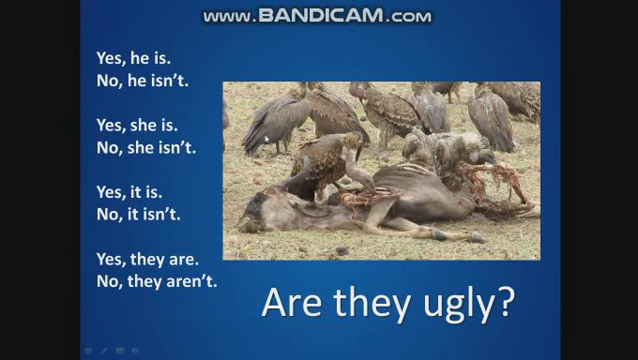 www.BANDICAM.com
Yes, he is.
No, he isn't.
Yes, she is.
No, she isn't.
Yes, it is.
No, it isn't.
Yes, they are.
No, they aren't.
Are they ugly?